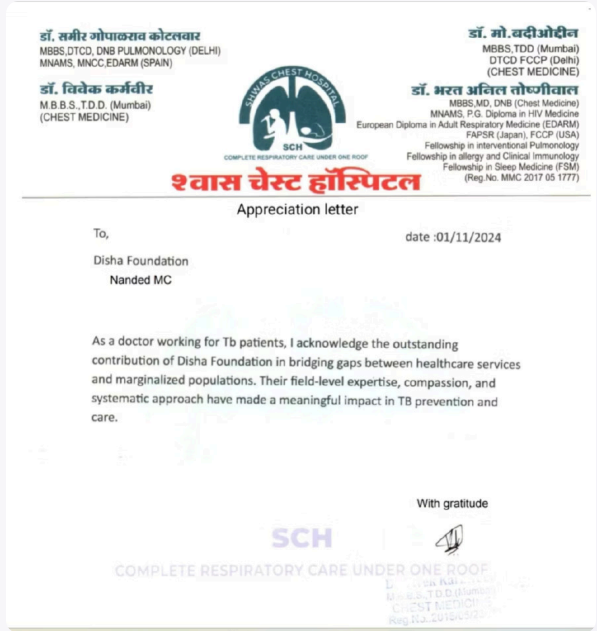 डॉ. समीर गोपाळराव कोटलवार
MBBS,DTCD, DNB PULMONOLOGY (DELHI)
MNAMS, MNCC,EDARM (SPAIN)
डॉ. विवेक कर्मवीर
M.B.B.S.,T.D.D. (Mumbai)
(CHEST MEDICINE)
SHWAS CHEST HOSPITAL
SCH
COMPLETE RESPIRATORY CARE UNDER ONE ROOF
डॉ. मो.बदीओद्दीन
MBBS,TDD (Mumbai)
DTCD FCCP (Delhi)
(CHEST MEDICINE)
डॉ. भरत अनिल तोष्णीवाल
MBBS,MD, DNB (Chest Medicine)
MNAMS, P.G. Diploma in HIV Medicine
European Diploma in Adult Respiratory Medicine (EDARM)
FAPSR (Japan), FCCP (USA)
Fellowship in interventional Pulmonology
Fellowship in allergy and Clinical Immunology
Fellowship in Sleep Medicine (FSM)
(Reg.No. MMC 2017 05 1777)
श्वास चेस्ट हॉस्पिटल
Appreciation letter
To,
date :01/11/2024
Disha Foundation
Nanded MC
As a doctor working for Tb patients, I acknowledge the outstanding
contribution of Disha Foundation in bridging gaps between healthcare services
and marginalized populations. Their field-level expertise, compassion, and
systematic approach have made a meaningful impact in TB prevention and
care.
With gratitude
SCH
COMPLETE RESPIRATORY CARE UNDER ONE ROOF
CHEST MEDICI